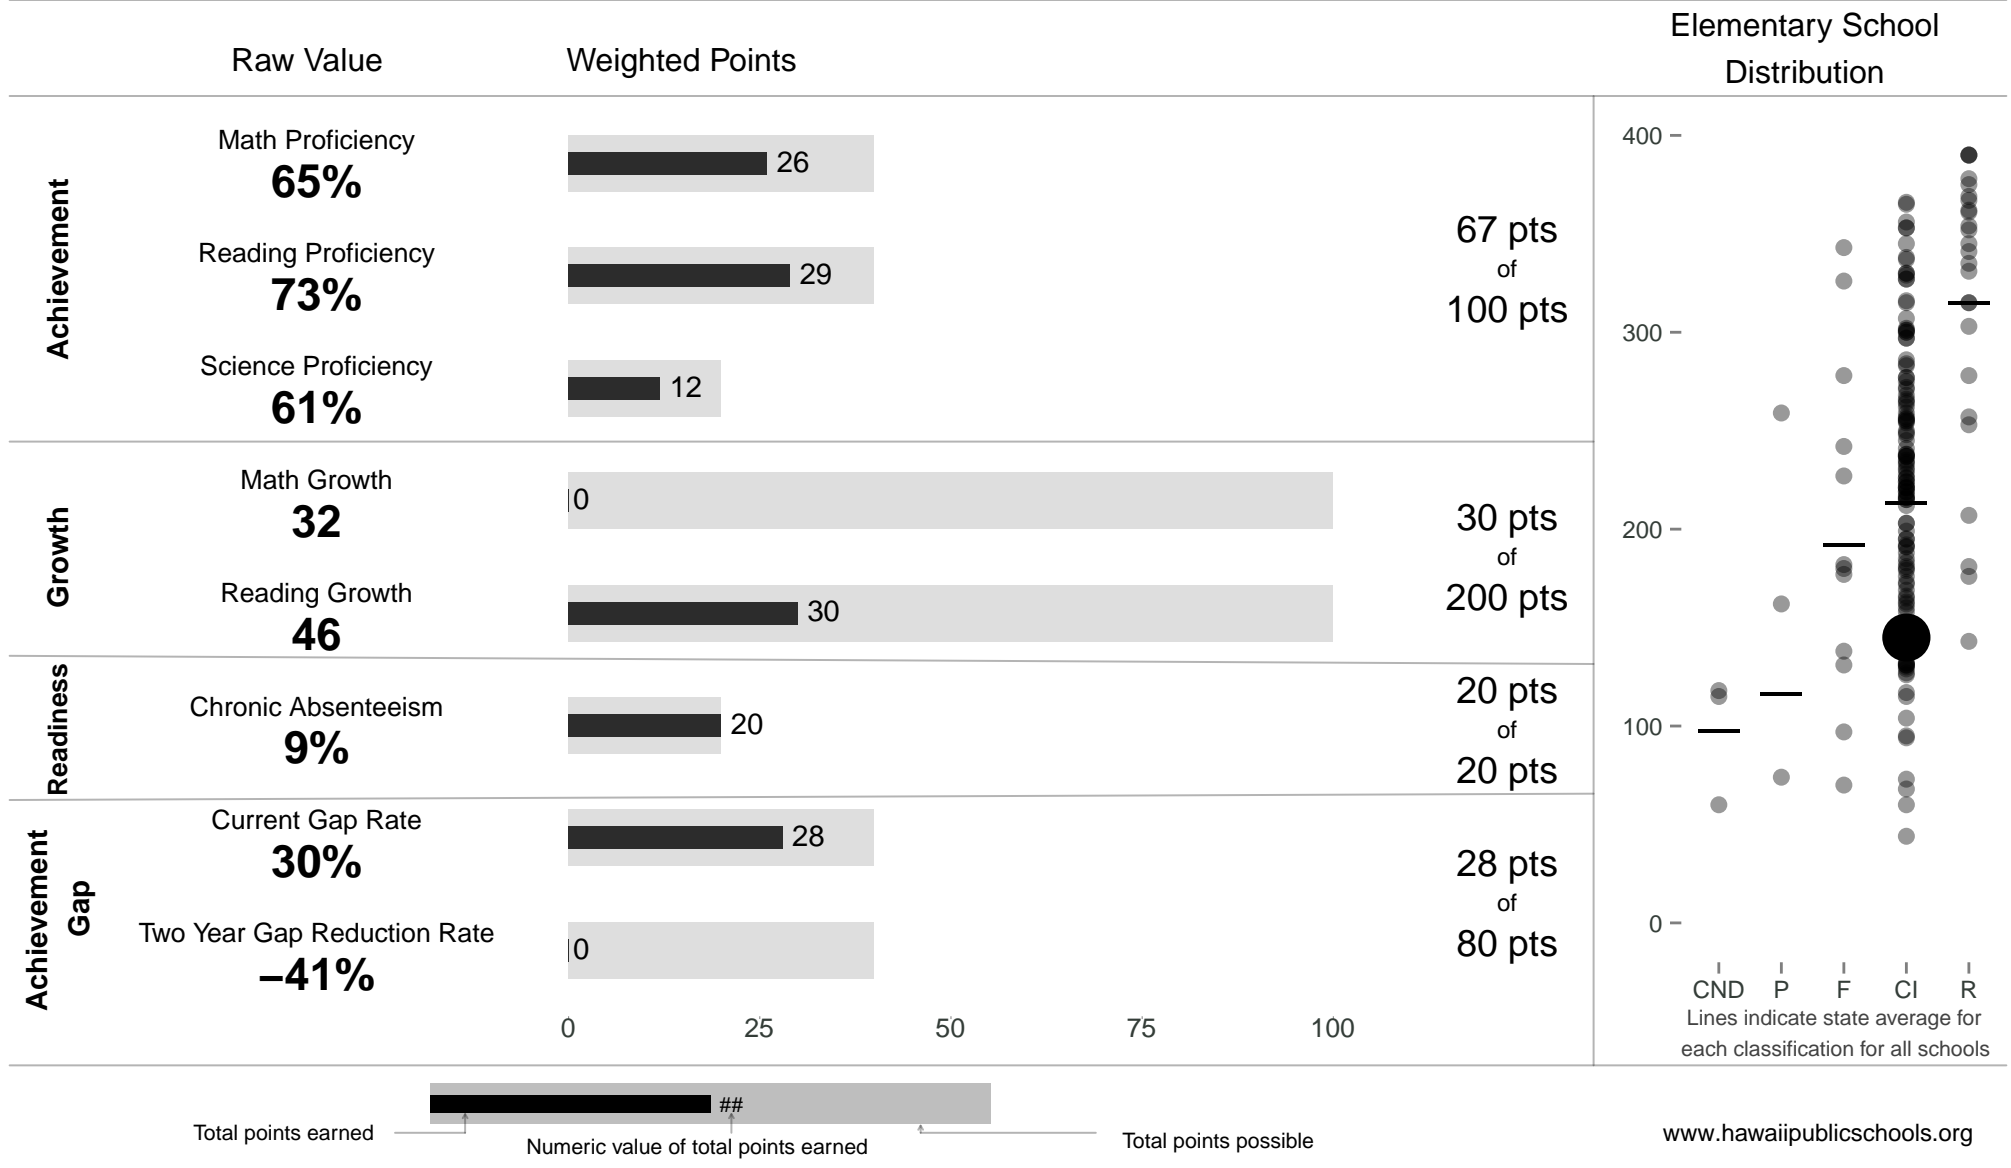 Raw Value
Weighted Points
Elementary School
Distribution
Achievement
Math Proficiency
65%
26
Reading Proficiency
73%
29
Science Proficiency
61%
12
67 pts
of
100 pts
Growth
Math Growth
32
0
Reading Growth
46
30
30 pts
of
200 pts
Readiness
Chronic Absenteeism
9%
20
20 pts
of
20 pts
Achievement
Gap
Current Gap Rate
30%
28
Two Year Gap Reduction Rate
−41%
0
28 pts
of
80 pts
0 25 50 75 100
400
300
200
100
0
CND P F CI R
Lines indicate state average for
each classification for all schools
##
Total points earned
Numeric value of total points earned
Total points possible
www.hawaiipublicschools.org